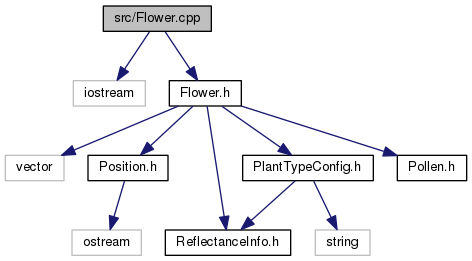 src/Flower.cpp
iostream
Flower.h
vector
Position.h
PlantTypeConfig.h
Pollen.h
ostream
ReflectanceInfo.h
string